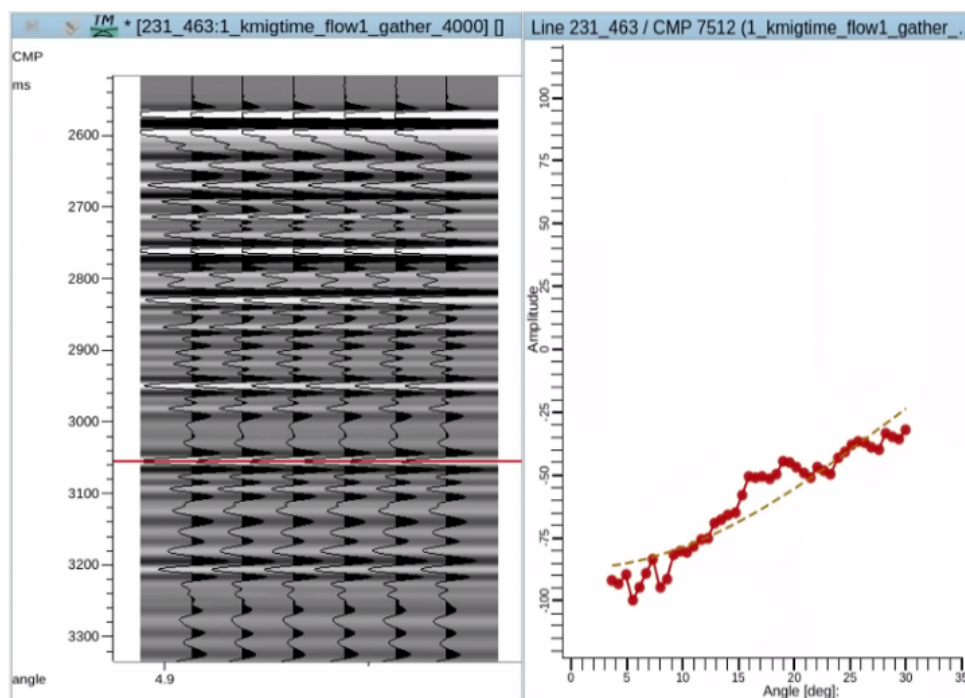 TM * [231_463:1_kmigtime_flow1_gather_4000] []
CMP
ms
2600
2700
2800
2900
3000
3100
3200
3300
angle
4.9
Line 231_463 / CMP 7512 (1_kmigtime_flow1_gather_...
100
75
50
25
0
-25
-50
-75
-100
Amplitude
0 5 10 15 20 25 30 35
Angle [deg]: